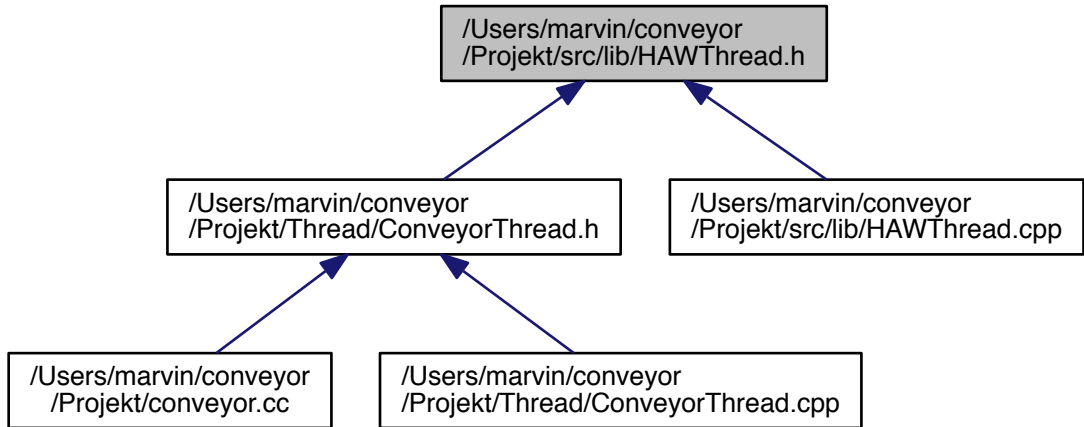 /Users/marvin/conveyor
/Projekt/src/lib/HAWThread.h
/Users/marvin/conveyor
/Projekt/Thread/ConveyorThread.h
/Users/marvin/conveyor
/Projekt/src/lib/HAWThread.cpp
/Users/marvin/conveyor
/Projekt/conveyor.cc
/Users/marvin/conveyor
/Projekt/Thread/ConveyorThread.cpp